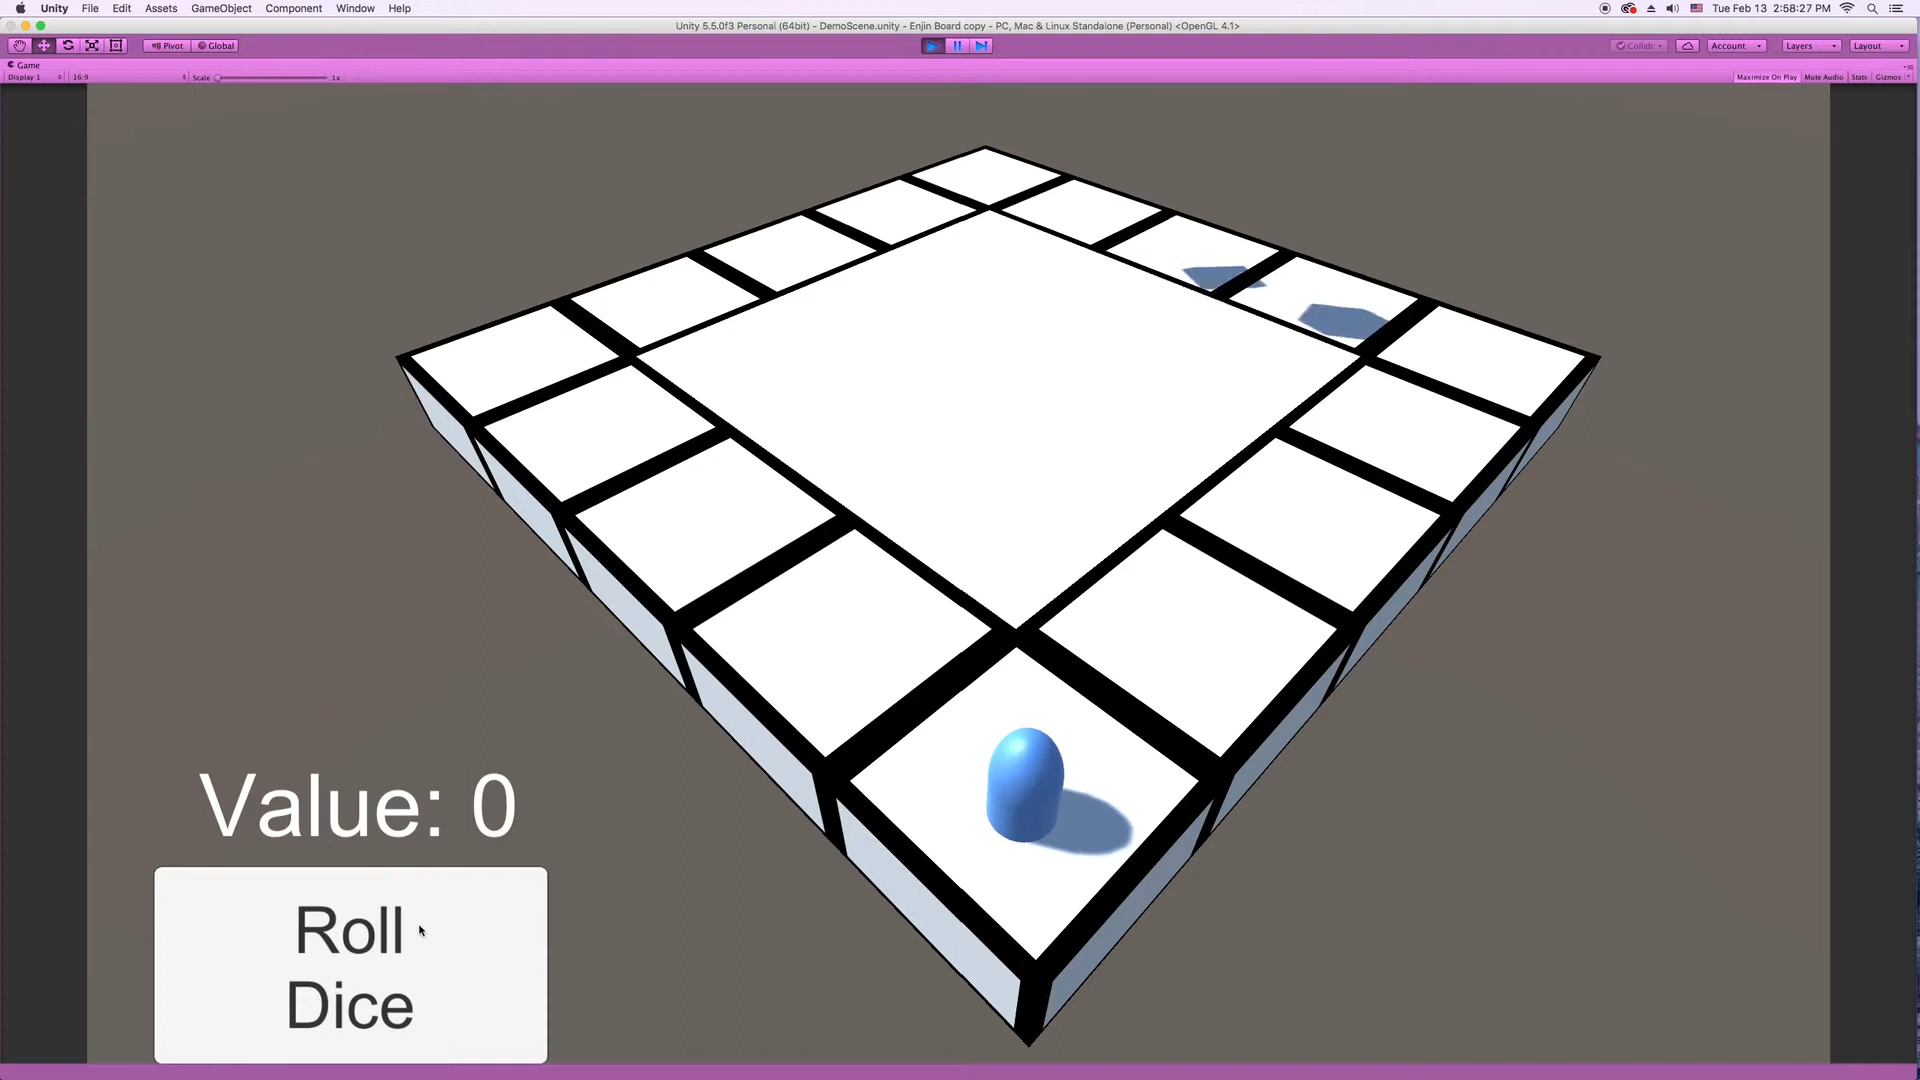 Unity File Edit Assets GameObject Component Window Help Tue Feb 13 2:58:27 PM
Unity 5.5.0f3 Personal (64bit) - DemoScene.unity - Enjin Board copy - PC, Mac & Linux Standalone (Personal) <OpenGL 4.1>
Pivot Global Collab Account Layers Layout
Game
Display 1 16:9 Scale 1x Maximize On Play Mute Audio Stats Gizmos
Value: 0
Roll
Dice